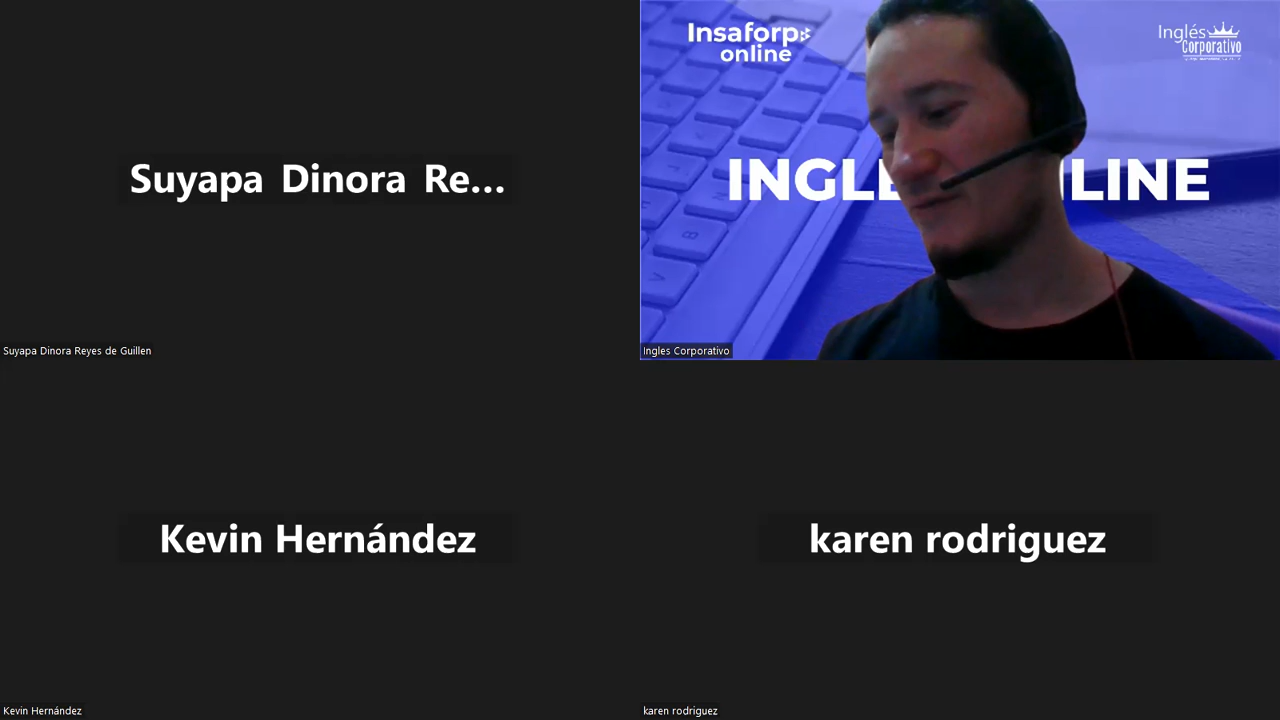 Suyapa Dinora Re...
Suyapa Dinora Reyes de Guillen
Insaforp
online
Inglés
Corporativo
INGLE
LINE
Ingles Corporativo
Kevin Hernández
Kevin Hernández
karen rodriguez
karen rodriguez